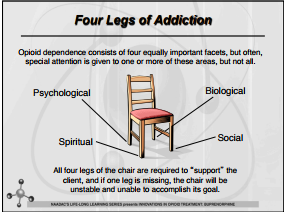 Four Legs of Addiction
Opioid dependence consists of four equally important facets, but often,
special attention is given to one or more of these areas, but not all.
Psychological
Biological
Spiritual
Social
All four legs of the chair are required to "support" the
client, and if one leg is missing, the chair will be
unstable and unable to accomplish its goal.
NAADAC'S LIFE-LONG LEARNING SERIES presents INNOVATIONS IN OPIOID TREATMENT: BUPRENORPHINE